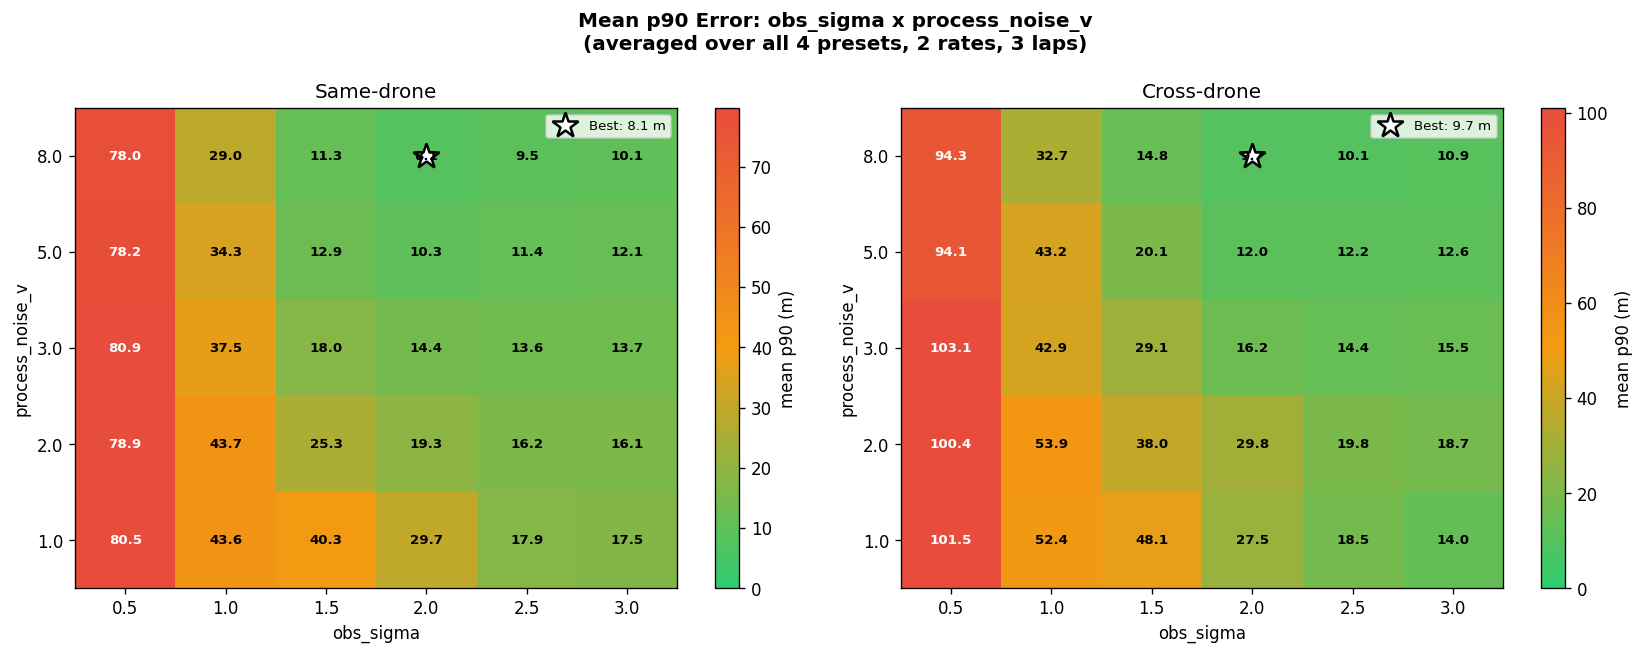 Mean p90 Error: obs_sigma x process_noise_v
(averaged over all 4 presets, 2 rates, 3 laps)
Same-drone
Best: 8.1 m
process_noise_v
8.0 78.0 29.0 11.3 9.5 10.1
5.0 78.2 34.3 12.9 10.3 11.4 12.1
3.0 80.9 37.5 18.0 14.4 13.6 13.7
2.0 78.9 43.7 25.3 19.3 16.2 16.1
1.0 80.5 43.6 40.3 29.7 17.9 17.5
0.5 1.0 1.5 2.0 2.5 3.0
obs_sigma
70
60
50
40
30
20
10
0
mean p90 (m)
Cross-drone
Best: 9.7 m
process_noise_v
8.0 94.3 32.7 14.8 10.1 10.9
5.0 94.1 43.2 20.1 12.0 12.2 12.6
3.0 103.1 42.9 29.1 16.2 14.4 15.5
2.0 100.4 53.9 38.0 29.8 19.8 18.7
1.0 101.5 52.4 48.1 27.5 18.5 14.0
0.5 1.0 1.5 2.0 2.5 3.0
obs_sigma
100
80
60
40
20
0
mean p90 (m)